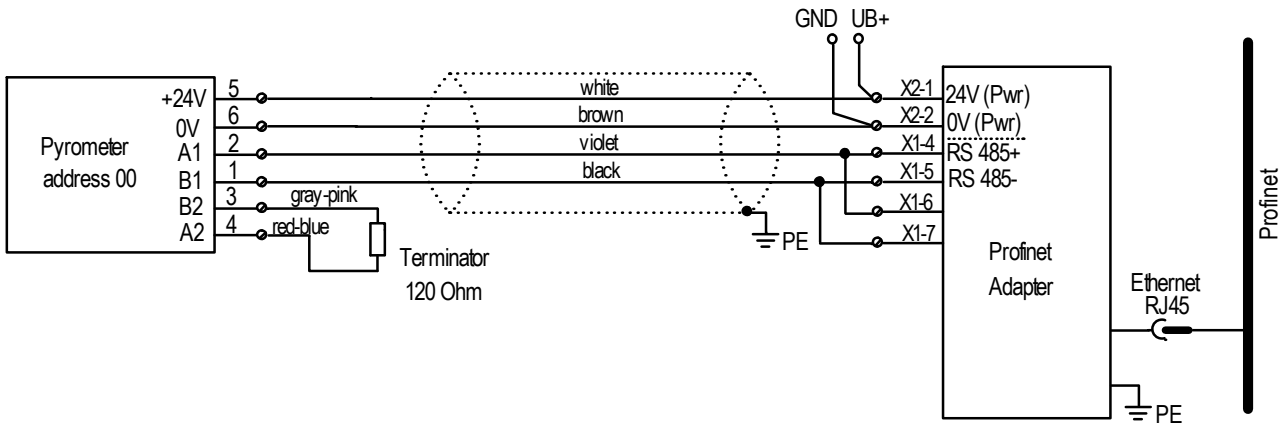 GND UB+
+24V 5 white X2-1 24V (Pwr)
0V 6 brown X2-2 0V (Pwr)
Pyrometer
address 00
A1 2 violet X1-4 RS 485+
B1 1 black X1-5 RS 485-
B2 3 gray-pink X1-6
A2 4 red-blue X1-7
PE
Terminator
120 Ohm
Profinet
Adapter
Ethernet
RJ45
PE
Profinet